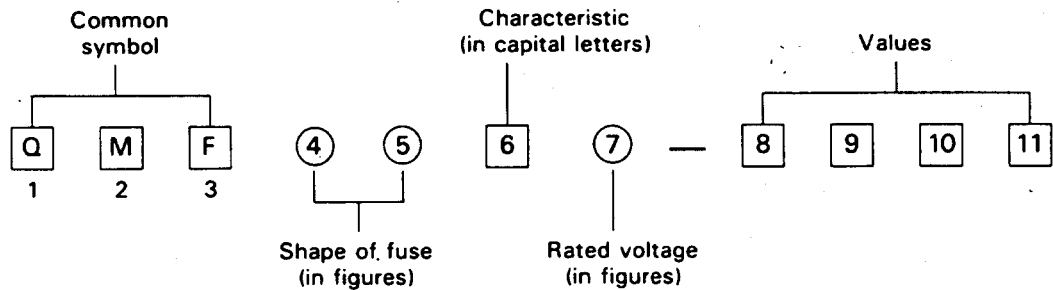 Common
symbol
Characteristic
(in capital letters)
Values
Q M F 4 5 6 7 — 8 9 10 11
1 2 3
Shape of fuse
(in figures)
Rated voltage
(in figures)